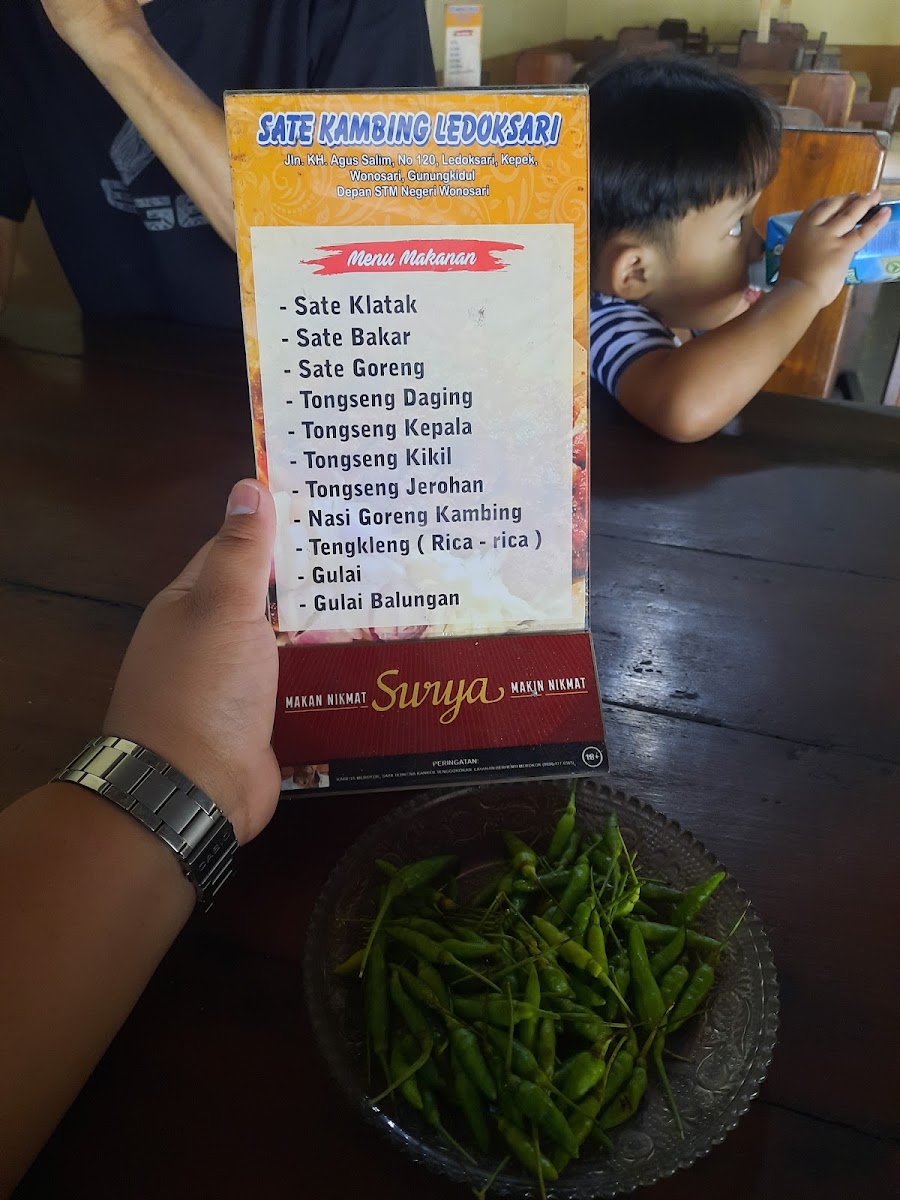 SATE KAMBING LEDOKSARI
Jln. KH. Agus Salim, No 120, Ledoksari, Kepek,
Wonosari, Gunungkidul
Depan STM Negeri Wonosari
Menu Makanan
- Sate Klatak
- Sate Bakar
- Sate Goreng
- Tongseng Daging
- Tongseng Kepala
- Tongseng Kikil
- Tongseng Jerohan
- Nasi Goreng Kambing
- Tengkleng ( Rica - rica )
- Gulai
- Gulai Balungan
MAKAN NIKMAT Surya MAKIN NIKMAT
PERINGATAN:
18+
CASIO